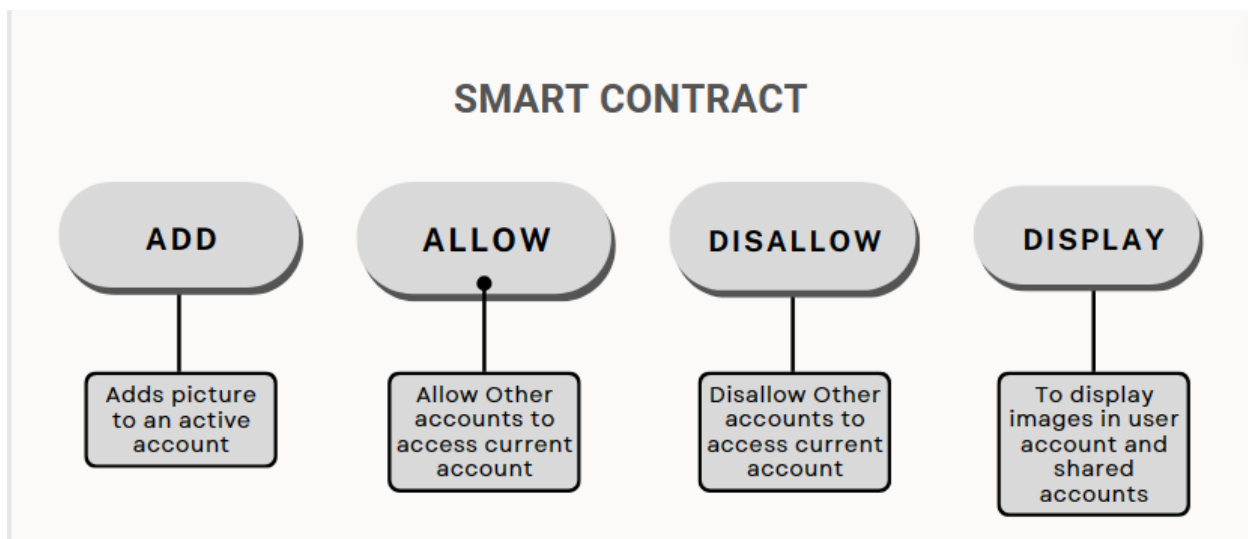 SMART CONTRACT
ADD
ALLOW
DISALLOW
DISPLAY
Adds picture
to an active
account
Allow Other
accounts to
access current
account
Disallow Other
accounts to
access current
account
To display
images in user
account and
shared
accounts